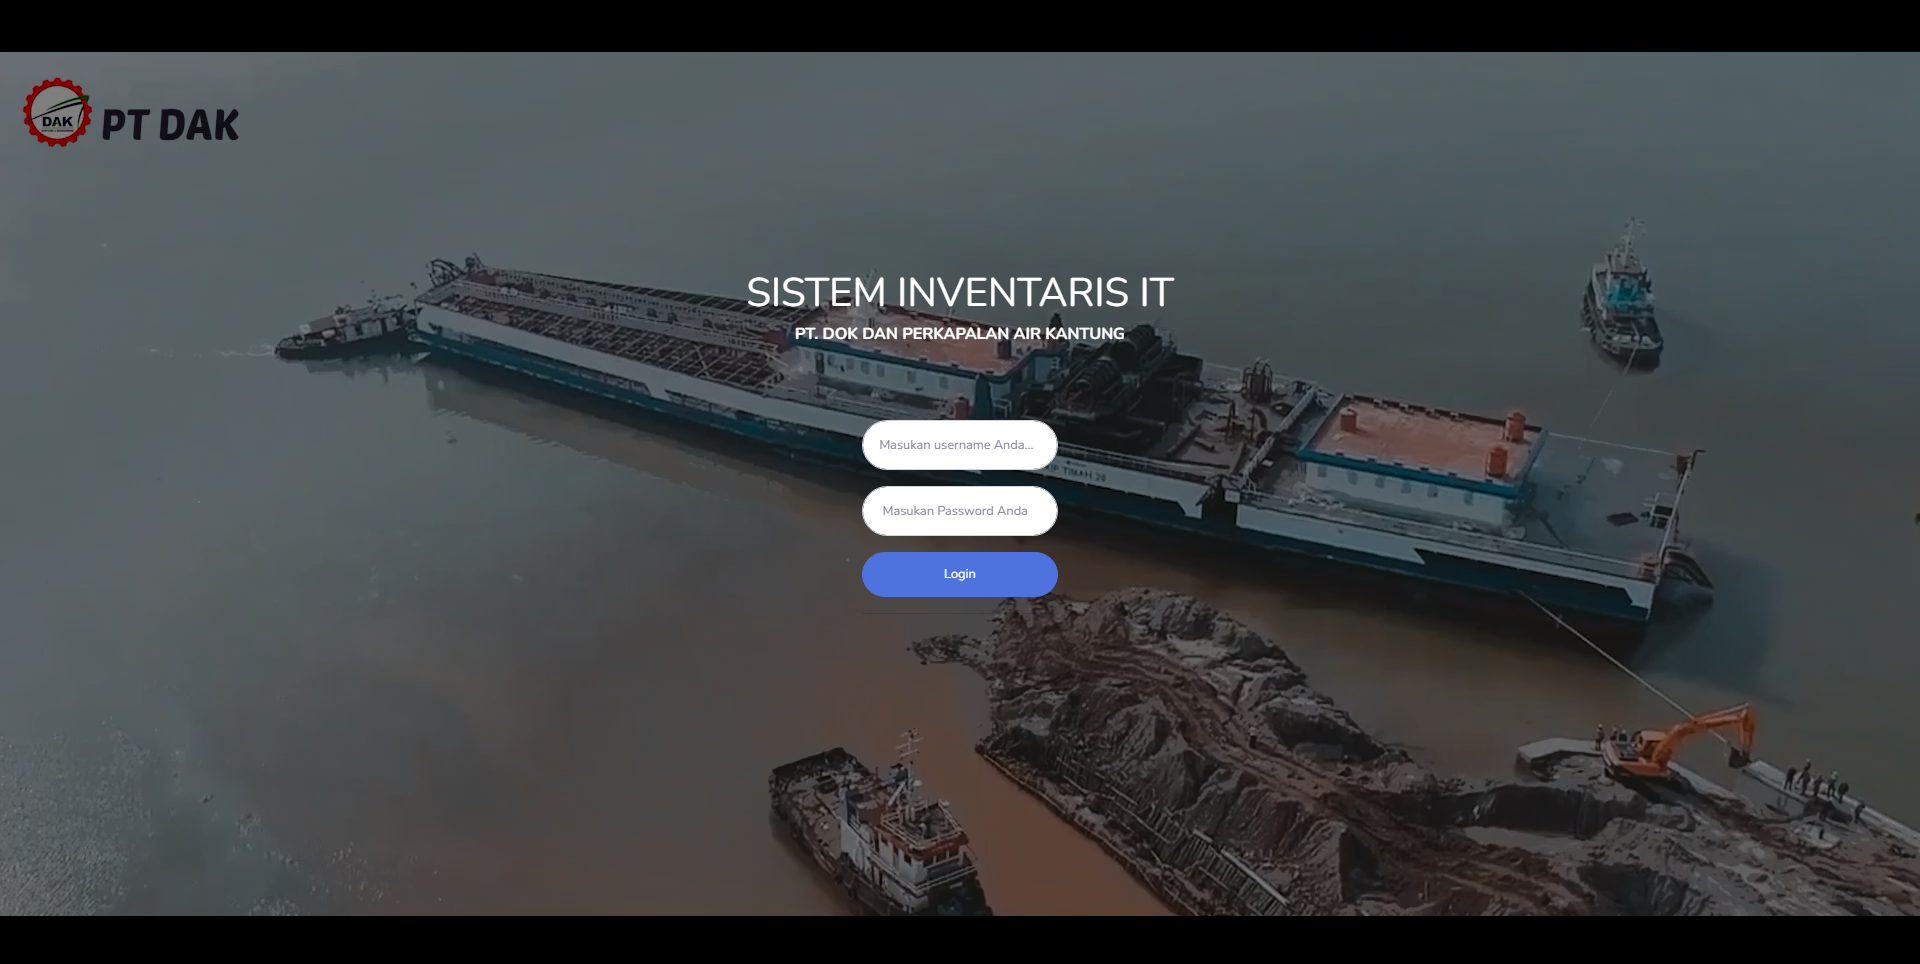 DAK
PT DAK
SISTEM INVENTARIS IT
PT. DOK DAN PERKAPALAN AIR KANTUNG
Masukan username Anda...
TIMAH
Masukan Password Anda
Login